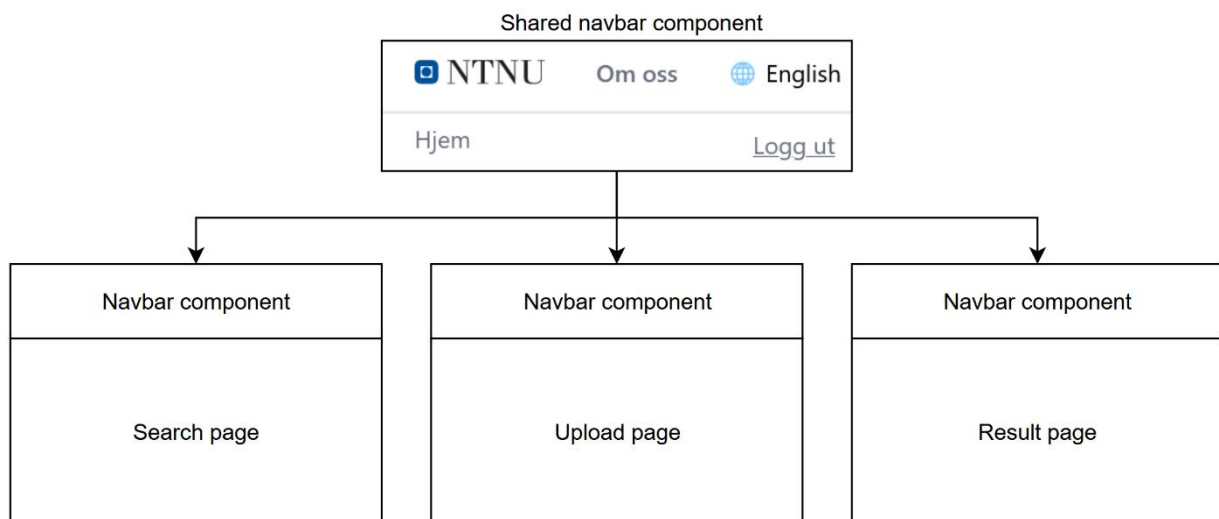 Shared navbar component
NTNU Om oss English
Hjem Logg ut
Navbar component Navbar component Navbar component
Search page Upload page Result page